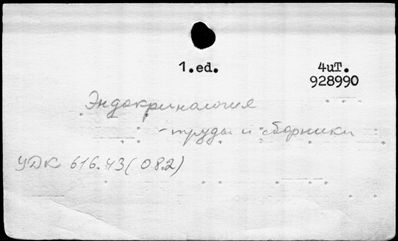 1.ed. 4uT.
928990
Эндокринология
- труды и сборники
УДК 616.43(08.2)